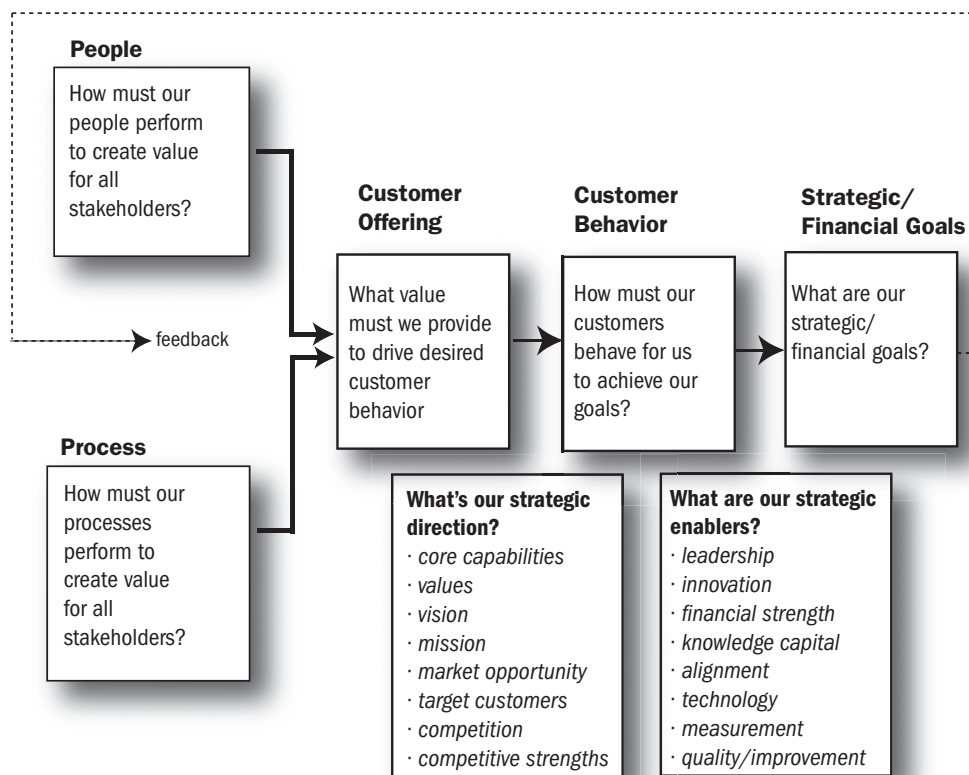 People
How must our
people perform
to create value
for all
stakeholders?
feedback
Process
How must our
processes
perform to
create value
for all
stakeholders?
Customer
Offering
What value
must we provide
to drive desired
customer
behavior
Customer
Behavior
How must our
customers
behave for us
to achieve our
goals?
Strategic/
Financial Goals
What are our
strategic/
financial goals?
What's our strategic
direction?
· core capabilities
· values
· vision
· mission
· market opportunity
· target customers
· competition
· competitive strengths
What are our strategic
enablers?
· leadership
· innovation
· financial strength
· knowledge capital
· alignment
· technology
· measurement
· quality/improvement